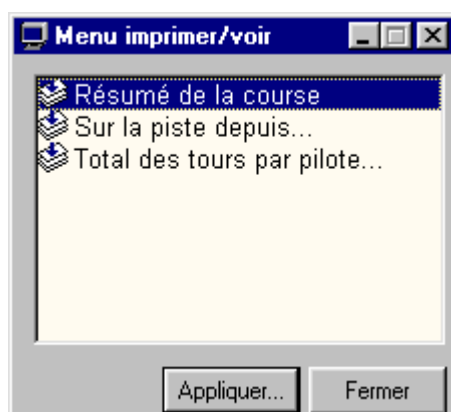 Menu imprimer/voir
Résumé de la course
Sur la piste depuis...
Total des tours par pilote...
Appliquer... Fermer